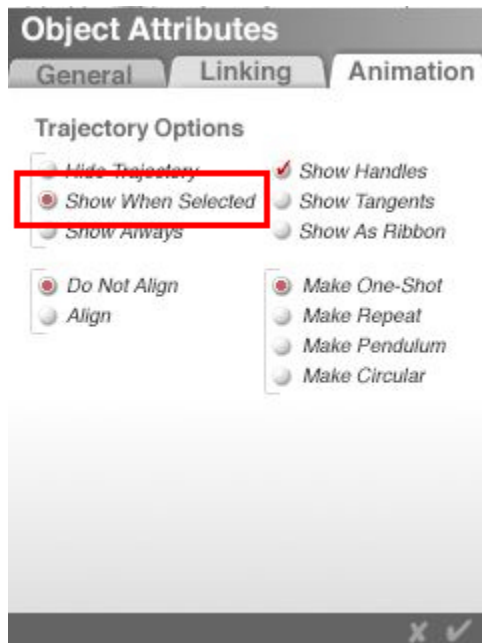 Object Attributes
General Linking Animation
Trajectory Options
Hide Trajectory
Show When Selected
Show Always
Show Handles
Show Tangents
Show As Ribbon
Do Not Align
Align
Make One-Shot
Make Repeat
Make Pendulum
Make Circular